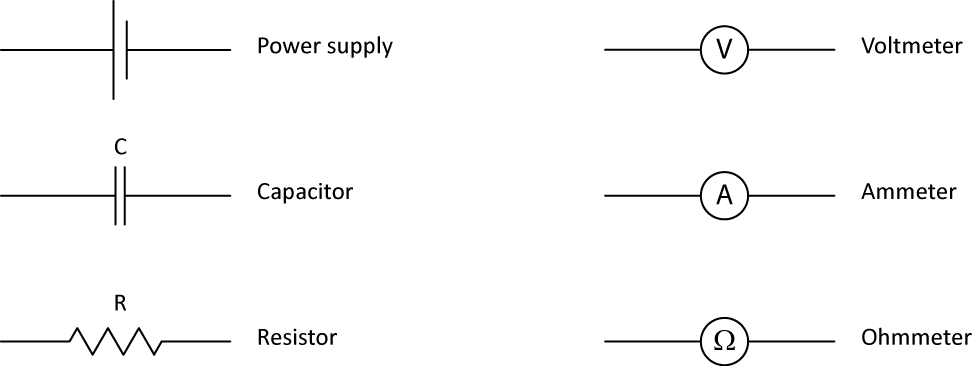 Power supply
V
Voltmeter
C
Capacitor
A
Ammeter
R
Resistor
Ω
Ohmmeter